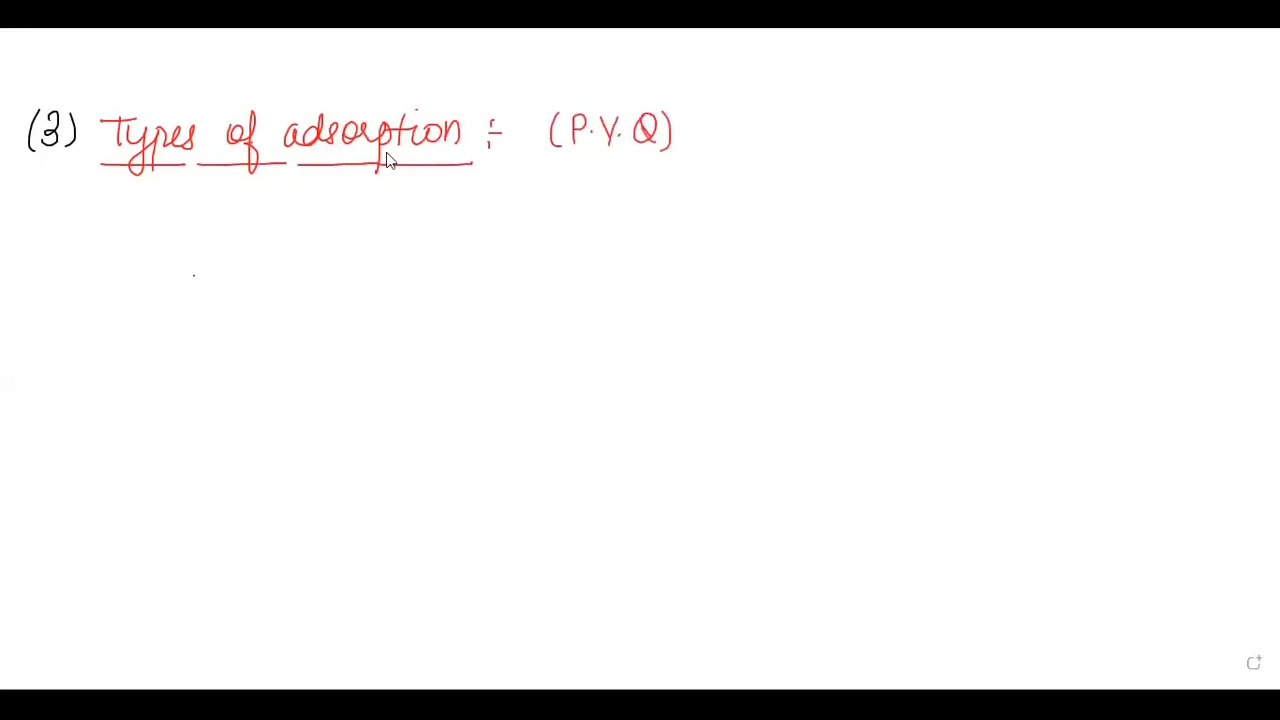 (3) Types of adsorption ÷ (P.Y.Q)